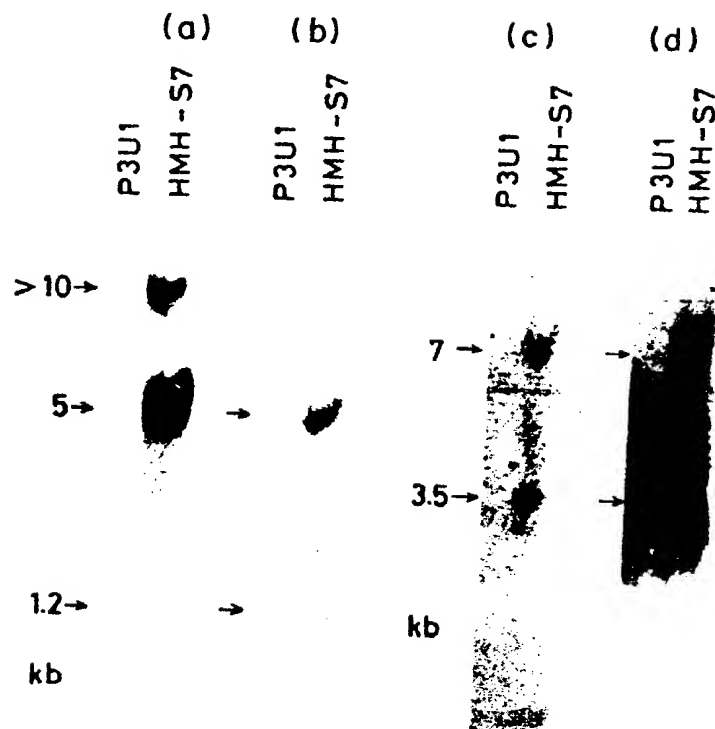 (a) (b) (c) (d)
P3U1
HMH-S7
P3U1
HMH-S7
P3U1
HMH-S7
P3U1
HMH-S7
> 10→
5→ →
1.2→ →
kb
7 → →
3.5→ →
kb